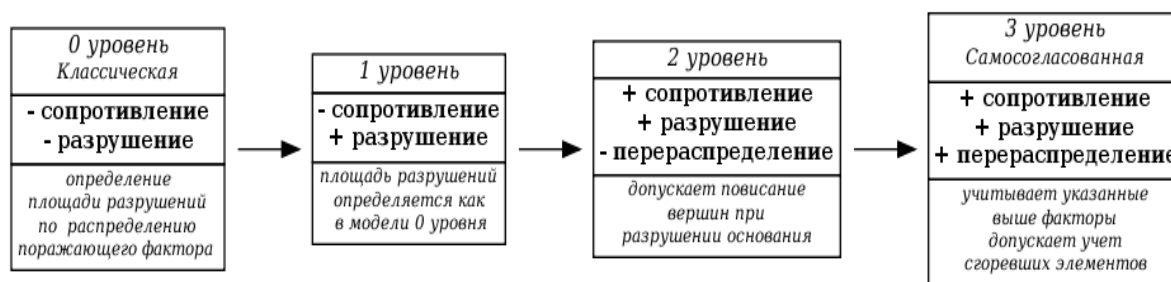 0 уровень
Классическая
- сопротивление
- разрушение
определение
площади разрушений
по распределению
поражающего фактора
1 уровень
- сопротивление
+ разрушение
площадь разрушений
определяется как
в модели 0 уровня
2 уровень
+ сопротивление
+ разрушение
- перераспределение
допускает повисание
вершин при
разрушении основания
3 уровень
Самосогласованная
+ сопротивление
+ разрушение
+ перераспределение
учитывает указанные
выше факторы
допускает учет
сгоревших элементов